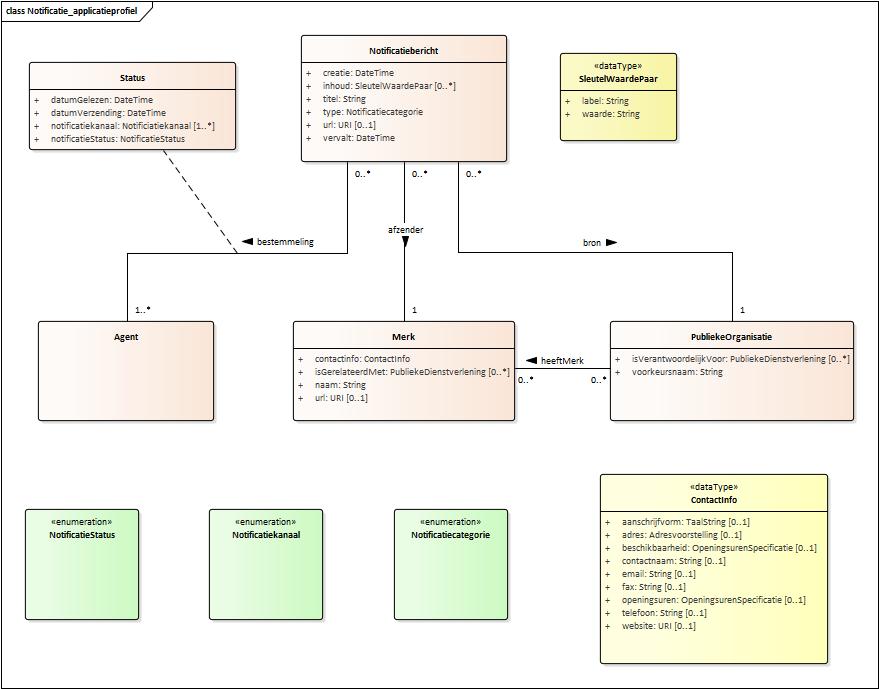 class Notificatie_applicatieprofiel
Notificatiebericht
+ creatie: DateTime
+ inhoud: SleutelWaardePaar [0..*]
+ titel: String
+ type: Notificatiecategorie
+ url: URI [0..1]
+ vervalt: DateTime
«dataType»
SleutelWaardePaar
+ label: String
+ waarde: String
Status
+ datumGelezen: DateTime
+ datumVerzending: DateTime
+ notificatiekanaal: Notificiatiekanaal [1..*]
+ notificatieStatus: NotificatieStatus
0..*
0..*
0..*
bestemmeling
afzender
bron
1..*
1
1
Agent
Merk
+ contactinfo: ContactInfo
+ isGerelateerdMet: PubliekeDienstverlening [0..*]
+ naam: String
+ url: URI [0..1]
heeftMerk
0..*
0..*
PubliekeOrganisatie
+ isVerantwoordelijkVoor: PubliekeDienstverlening [0..*]
+ voorkeursnaam: String
«enumeration»
NotificatieStatus
«enumeration»
Notificatiekanaal
«enumeration»
Notificatiecategorie
«dataType»
ContactInfo
+ aanschrijfvorm: TaalString [0..1]
+ adres: Adresvoorstelling [0..1]
+ beschikbaarheid: OpeningsurenSpecificatie [0..1]
+ contactnaam: String [0..1]
+ email: String [0..1]
+ fax: String [0..1]
+ openingsuren: OpeningsurenSpecificatie [0..1]
+ telefoon: String [0..1]
+ website: URI [0..1]